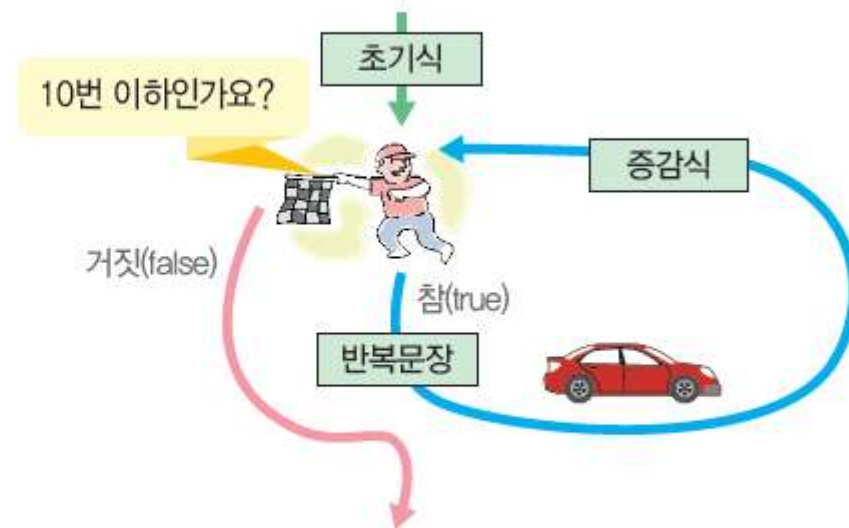 초기식
10번 이하인가요?
증감식
거짓(false)
참(true)
반복문장